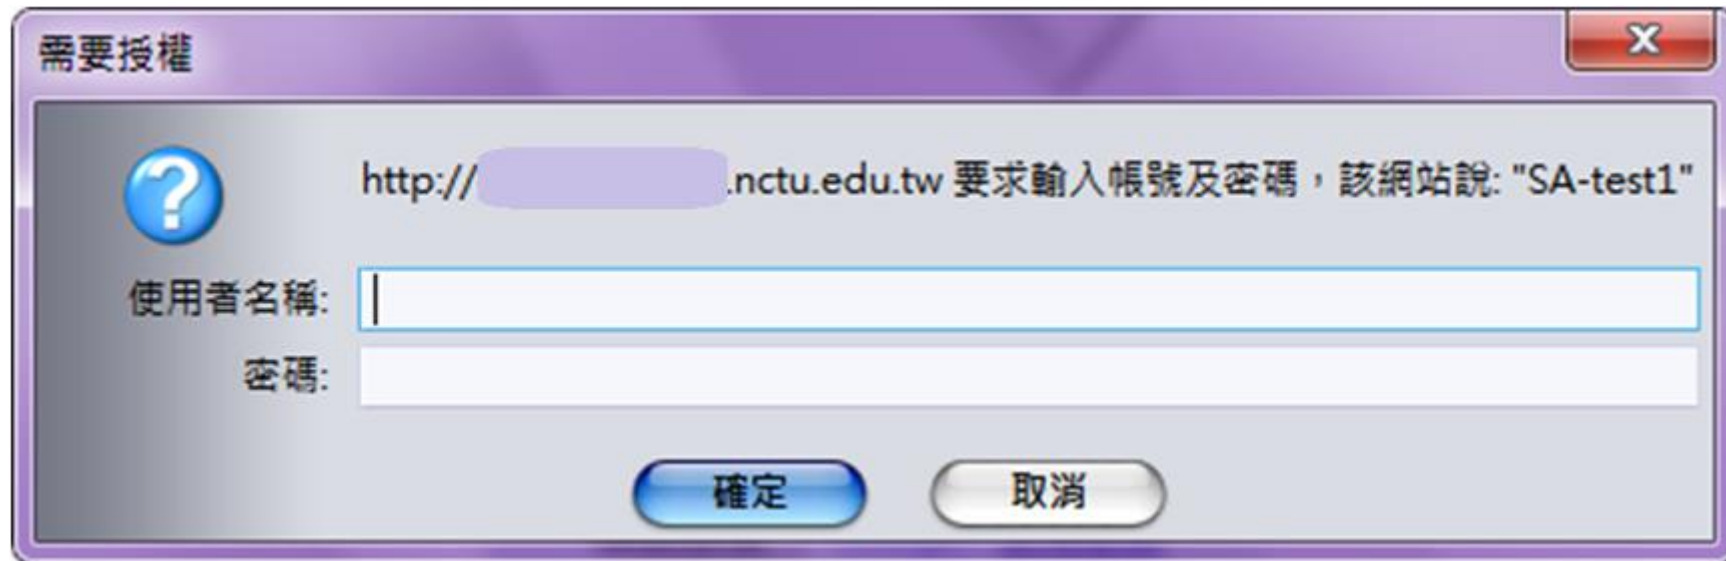 需要授權
http:// .nctu.edu.tw 要求輸入帳號及密碼，該網站說: "SA-test1"
使用者名稱:
密碼:
確定 取消